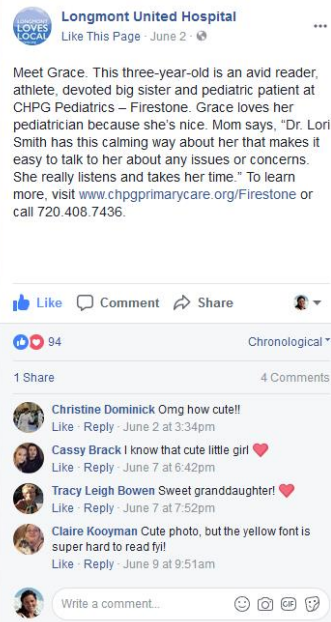 LONGMONT
LOVES
LOCAL
Longmont United Hospital
Like This Page · June 2 ·
Meet Grace. This three-year-old is an avid reader,
athlete, devoted big sister and pediatric patient at
CHPG Pediatrics – Firestone. Grace loves her
pediatrician because she's nice. Mom says, “Dr. Lori
Smith has this calming way about her that makes it
easy to talk to her about any issues or concerns.
She really listens and takes her time.” To learn
more, visit www.chpgprimarycare.org/Firestone or
call 720.408.7436.
Like Comment Share
94 Chronological
1 Share 4 Comments
Christine Dominick Omg how cute!!
Like · Reply · June 2 at 3:34pm
Cassy Brack I know that cute little girl ❤
Like · Reply · June 7 at 6:42pm
Tracy Leigh Bowen Sweet granddaughter! ❤
Like · Reply · June 7 at 7:52pm
Claire Kooyman Cute photo, but the yellow font is
super hard to read fyi!
Like · Reply · June 9 at 9:51am
Write a comment... GIF